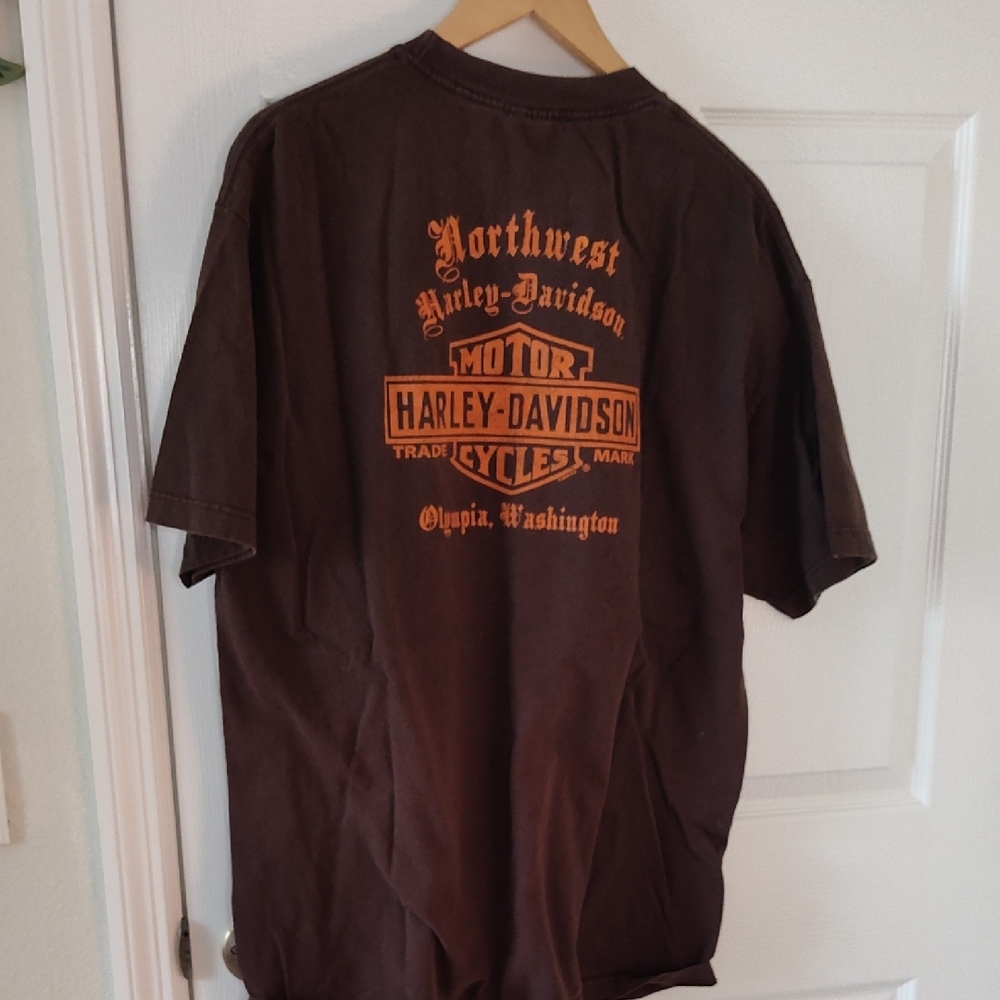 Northwest
Harley-Davidson
MOTOR
HARLEY-DAVIDSON
TRADE CYCLES ® MARK
Olympia, Washington